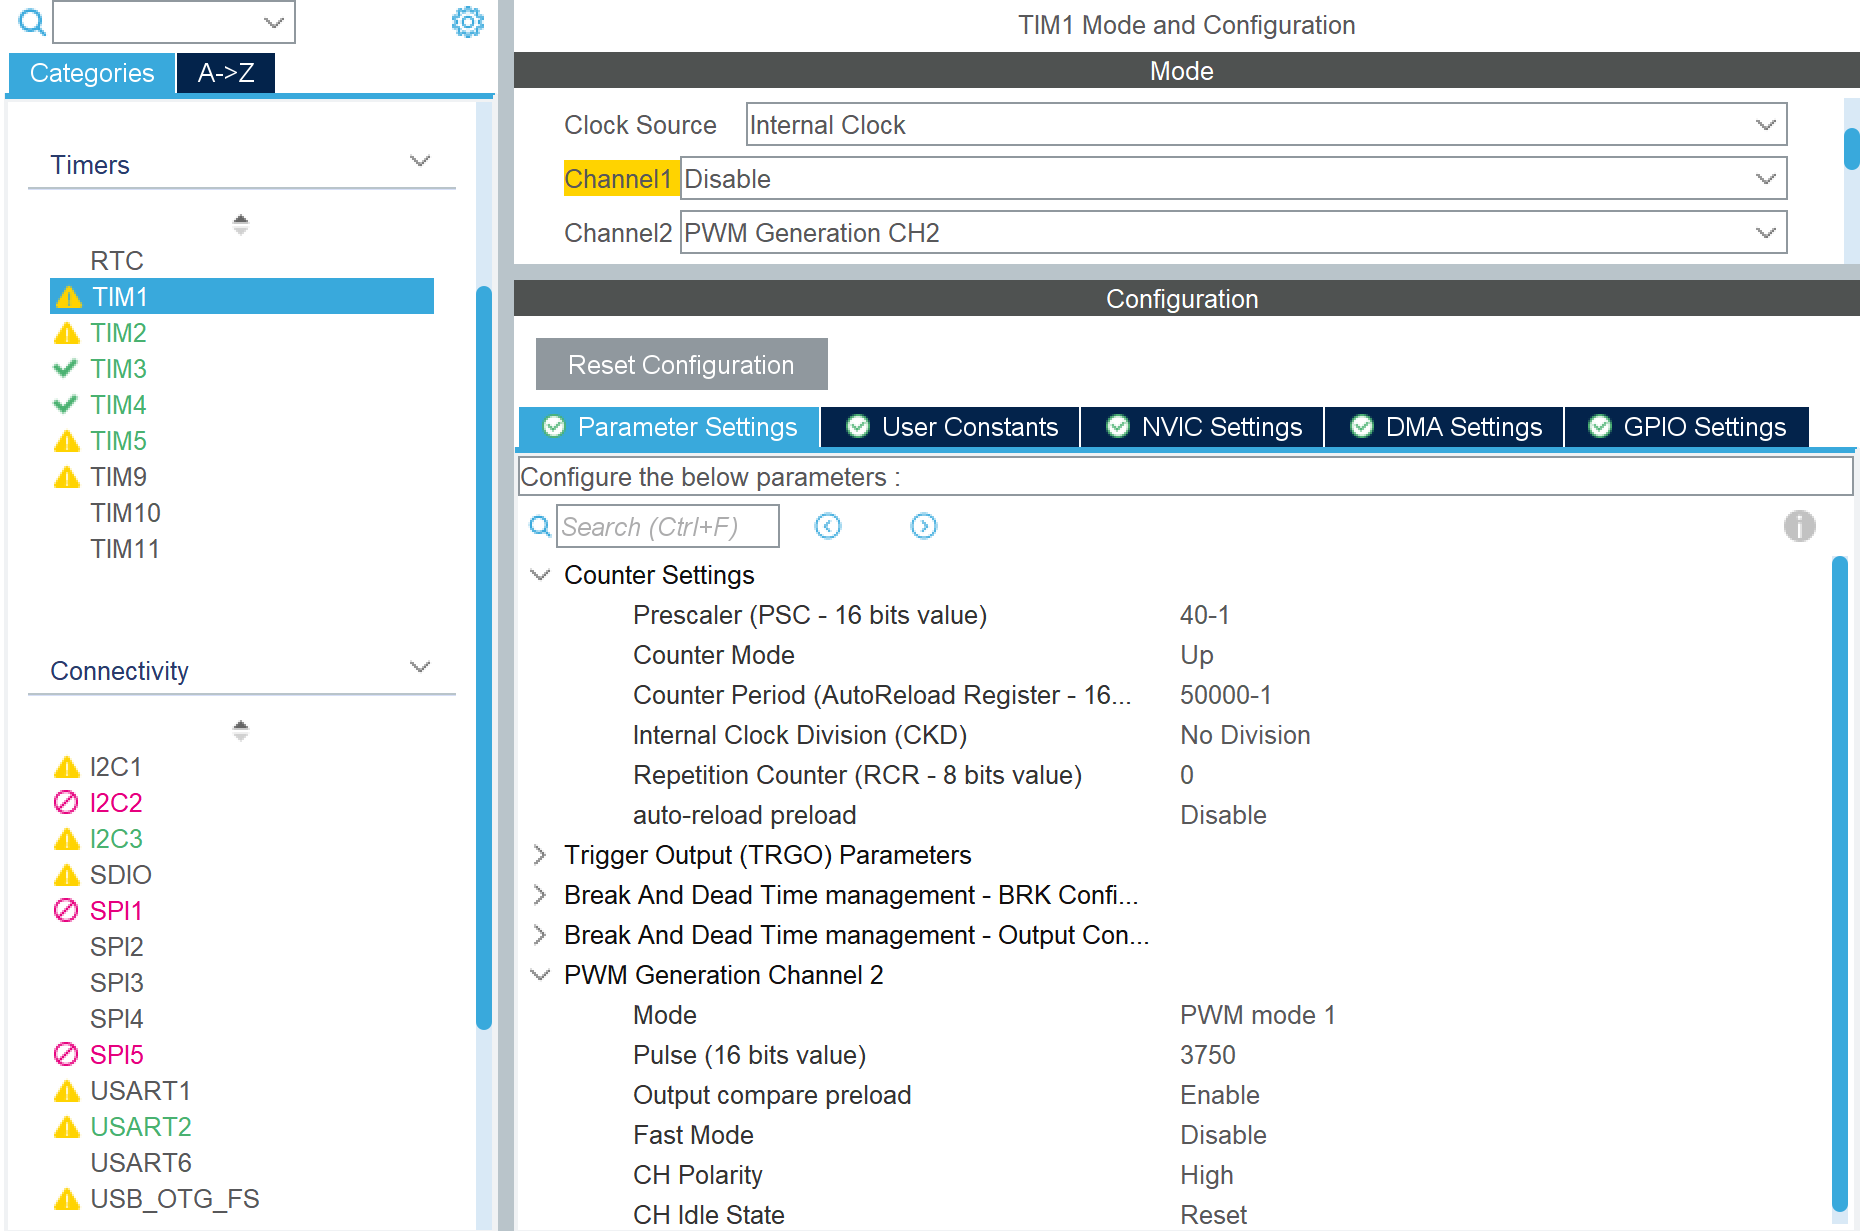 Categories
A->Z
Timers
RTC
TIM1
TIM2
TIM3
TIM4
TIM5
TIM9
TIM10
TIM11
Connectivity
I2C1
I2C2
I2C3
SDIO
SPI1
SPI2
SPI3
SPI4
SPI5
USART1
USART2
USART6
USB_OTG_FS
TIM1 Mode and Configuration
Mode
Clock Source Internal Clock
Channel1 Disable
Channel2 PWM Generation CH2
Configuration
Reset Configuration
Parameter Settings User Constants NVIC Settings DMA Settings GPIO Settings
Configure the below parameters :
Search (Ctrl+F)
Counter Settings
Prescaler (PSC - 16 bits value) 40-1
Counter Mode Up
Counter Period (AutoReload Register - 16... 50000-1
Internal Clock Division (CKD) No Division
Repetition Counter (RCR - 8 bits value) 0
auto-reload preload Disable
Trigger Output (TRGO) Parameters
Break And Dead Time management - BRK Confi...
Break And Dead Time management - Output Con...
PWM Generation Channel 2
Mode PWM mode 1
Pulse (16 bits value) 3750
Output compare preload Enable
Fast Mode Disable
CH Polarity High
CH Idle State Reset